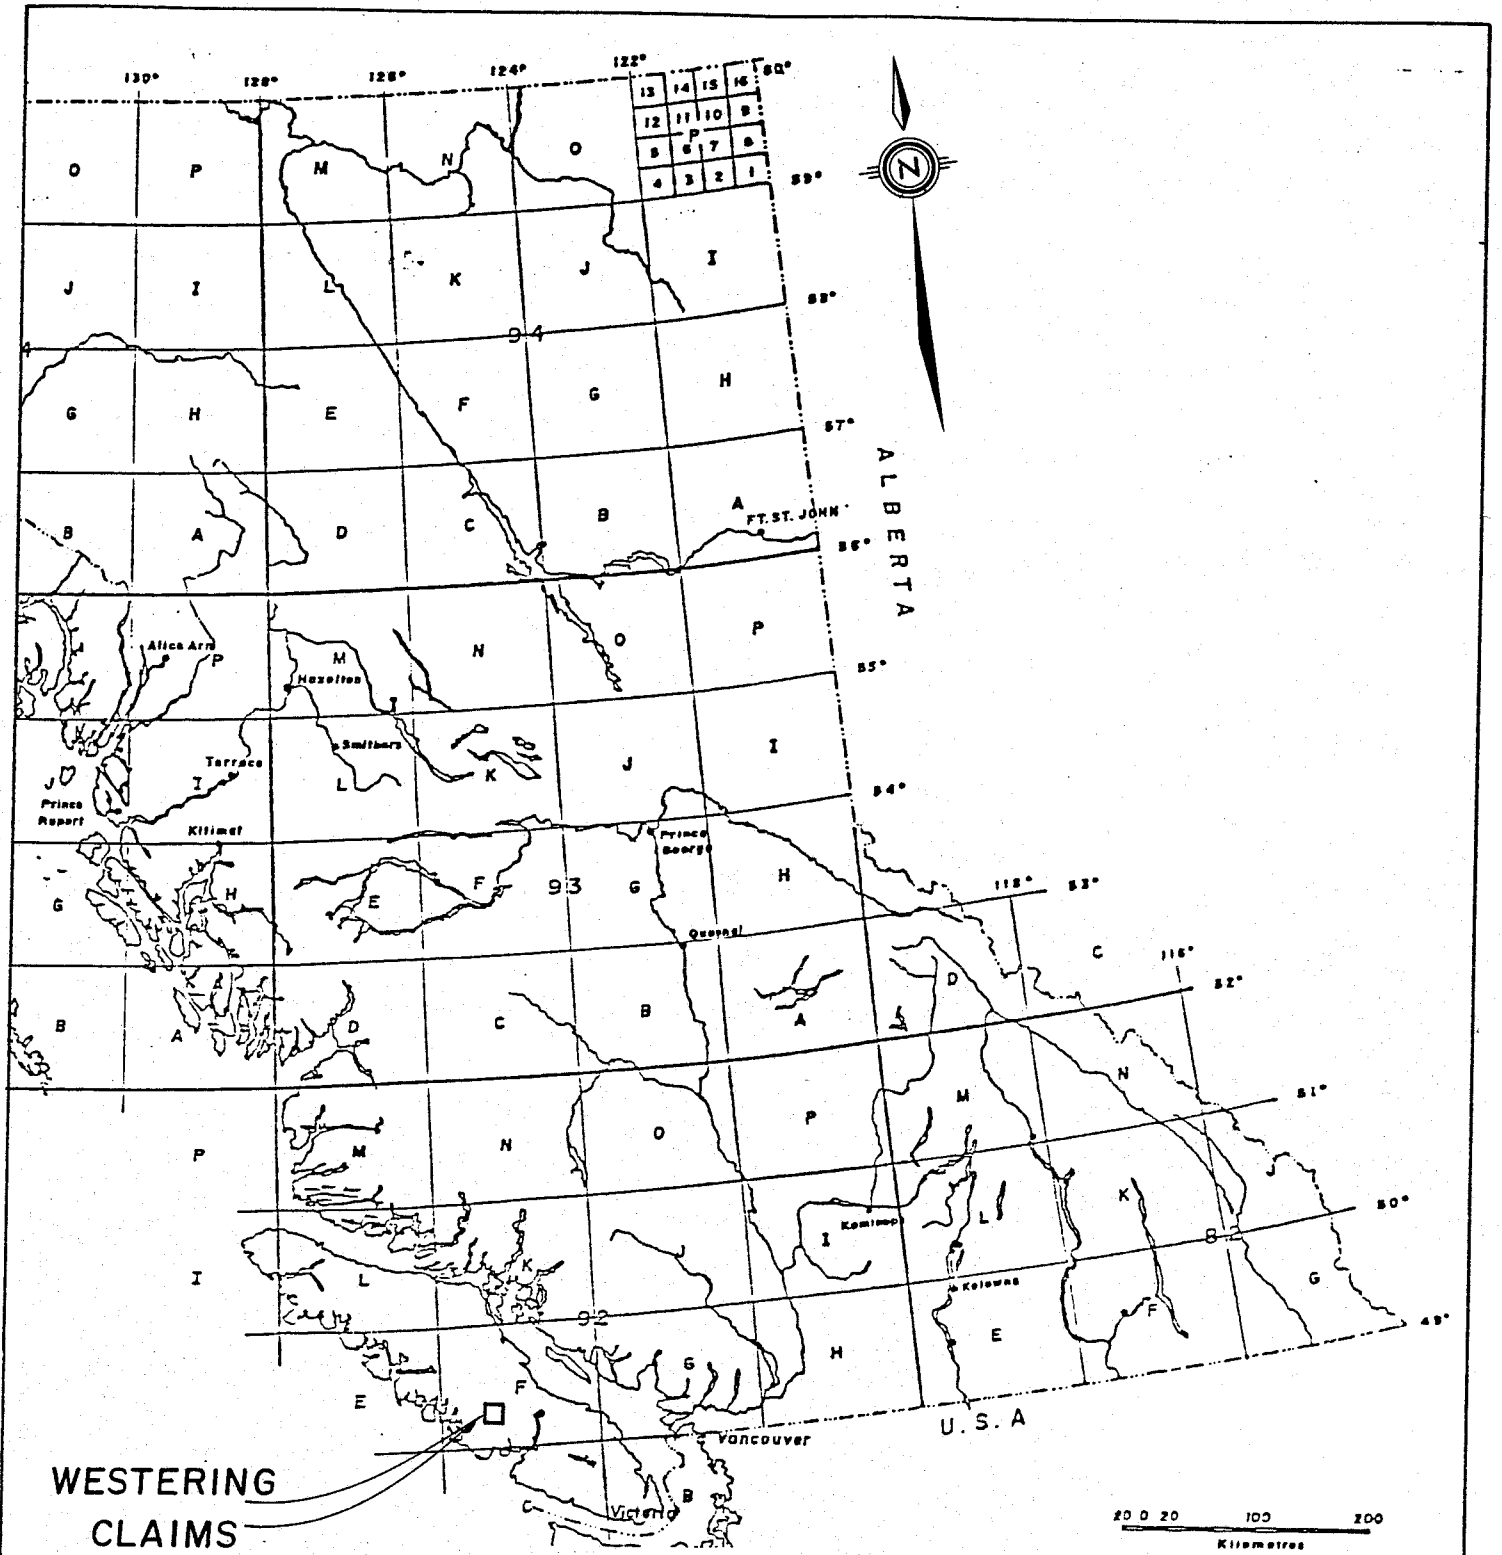 130° 128° 126° 124° 122° 60°
13 14 15 16
12 11 10 9
P
5 6 7 8
4 3 2 1
59°
O P M N O
N
J I L K J I
58°
94
4
G H E F G H
57°
ALBERTA
B A D C B A
FT. ST. JOHN
56°
Alice Arm
P M N O P
Hazelton
55°
Smithers
Terrace
J I L K J I
Prince
Rupert
54°
Kitimat
Prince
George
G H E F 93 G H
118° 53°
Quesnel
C 116°
52°
B A D C B A D
N
51°
P M N O P M
K
50°
Kamloops
I L
I L K
82
G
Kelowna
92
F
49°
E F G H E
U.S.A
Vancouver
WESTERING
CLAIMS
C Victoria B
20 0 20 100 200
Kilometres